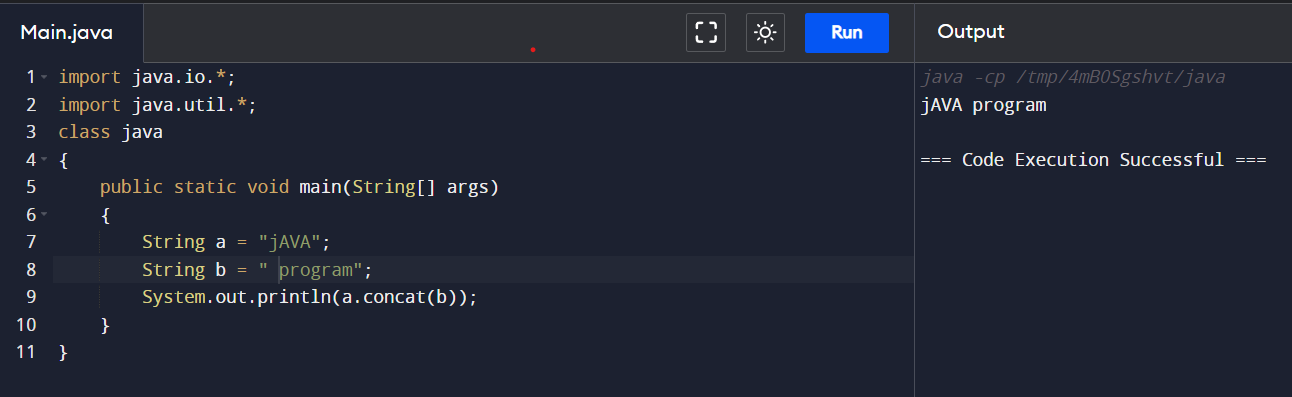 Main.java
Run
Output
1 import java.io.*;
2 import java.util.*;
3 class java
4 {
5     public static void main(String[] args)
6     {
7         String a = "jAVA";
8         String b = " program";
9         System.out.println(a.concat(b));
10     }
11 }
java -cp /tmp/4mBOSgshvt/java
jAVA program
=== Code Execution Successful ===